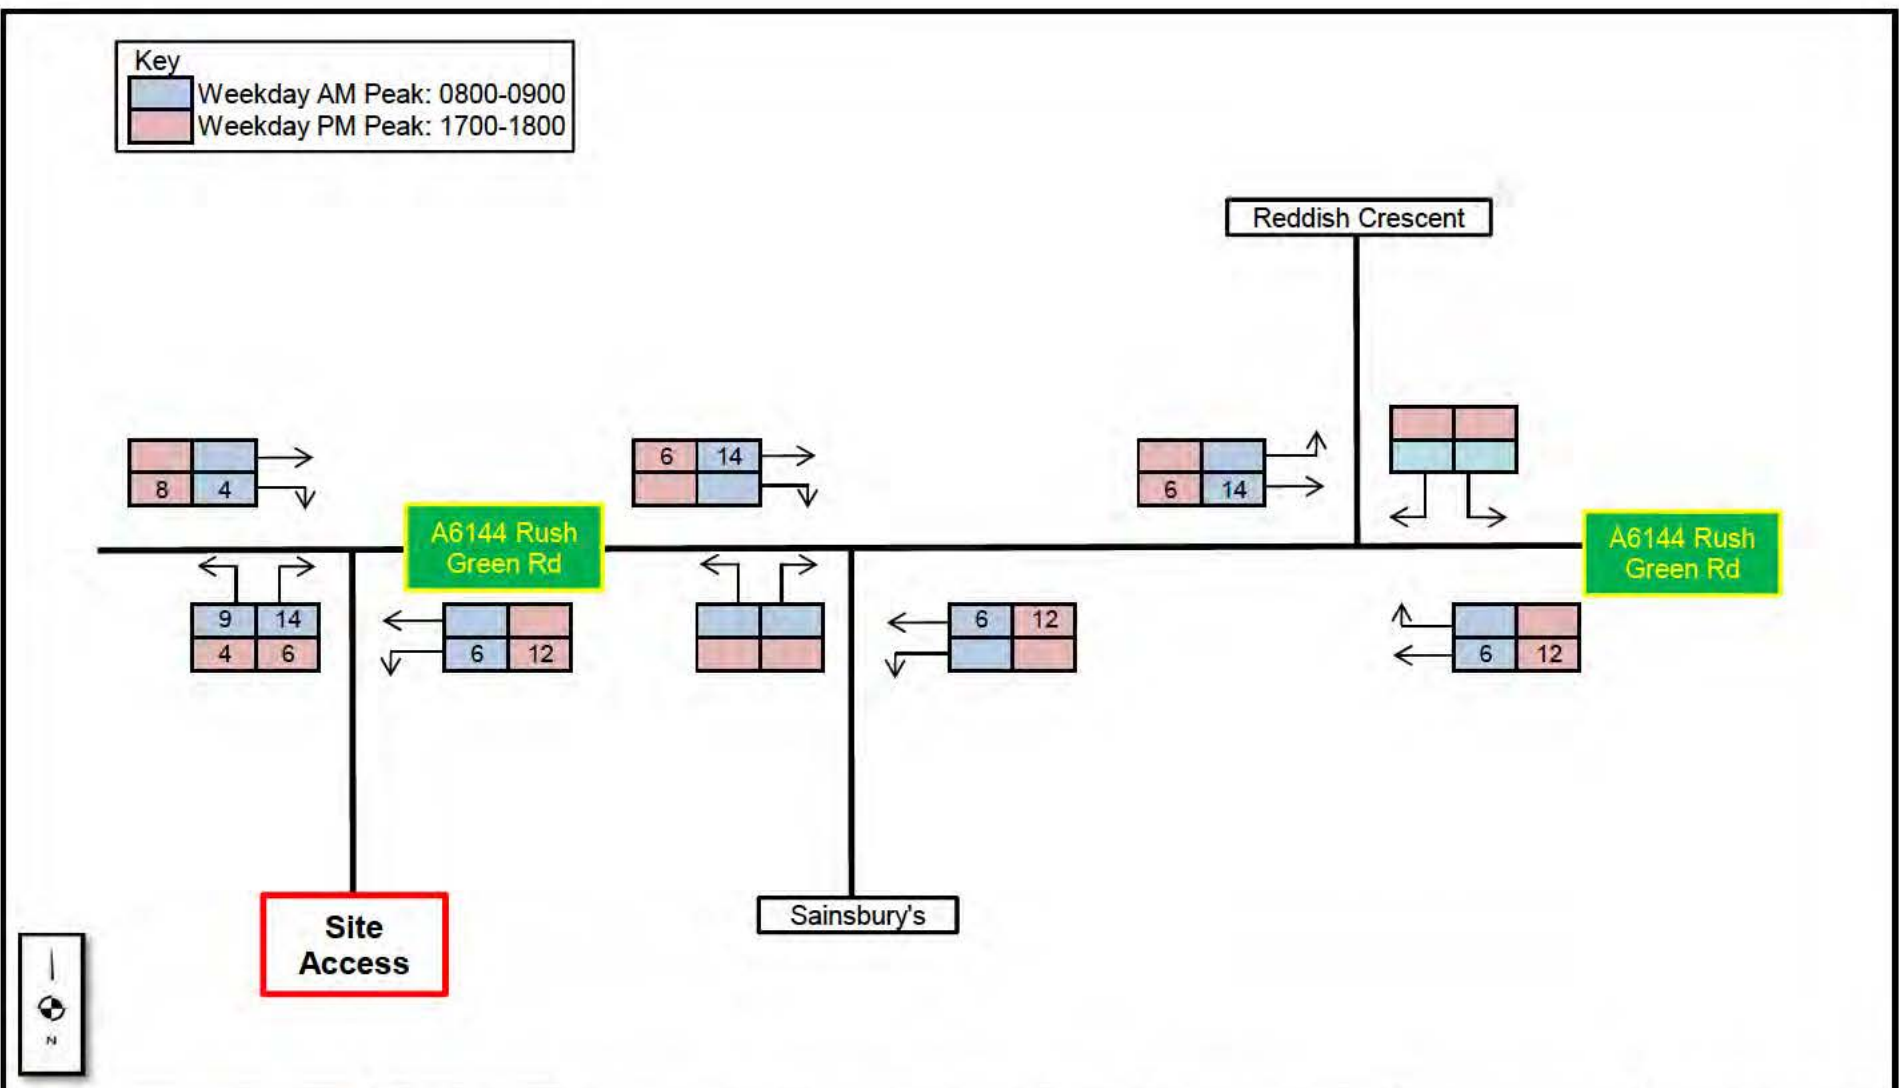 Key
Weekday AM Peak: 0800-0900
Weekday PM Peak: 1700-1800
Reddish Crescent
6 14
8 4
6 14
A6144 Rush
Green Rd
A6144 Rush
Green Rd
9 14
4 6
6 12
6 12
6 12
Site
Access
Sainsbury's
N